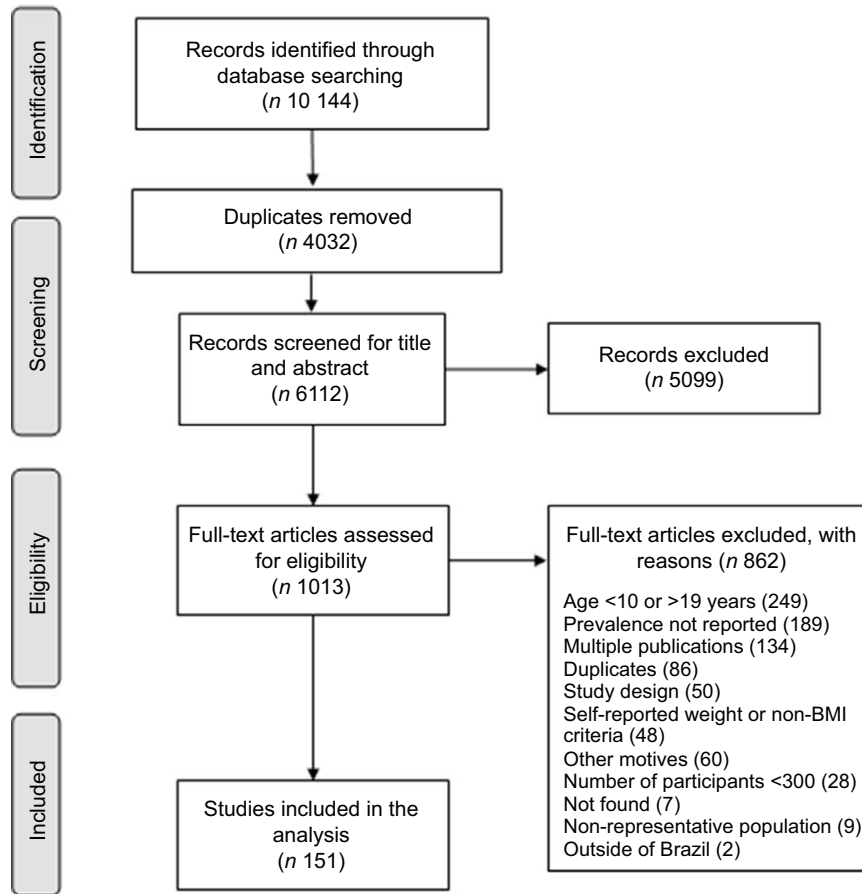 Identification
Records identified through
database searching
(n 10 144)
Duplicates removed
(n 4032)
Screening
Records screened for title
and abstract
(n 6112)
Records excluded
(n 5099)
Eligibility
Full-text articles assessed
for eligibility
(n 1013)
Full-text articles excluded, with
reasons (n 862)
Age <10 or >19 years (249)
Prevalence not reported (189)
Multiple publications (134)
Duplicates (86)
Study design (50)
Self-reported weight or non-BMI
criteria (48)
Other motives (60)
Number of participants <300 (28)
Not found (7)
Non-representative population (9)
Outside of Brazil (2)
Included
Studies included in the
analysis
(n 151)